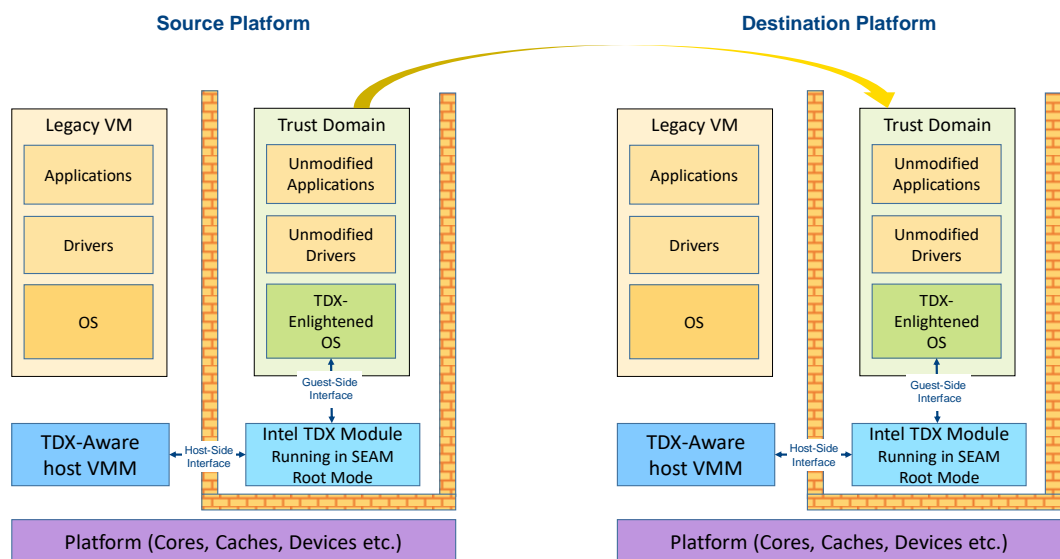 Source Platform
Legacy VM
Applications
Drivers
OS
Trust Domain
Unmodified
Applications
Unmodified
Drivers
TDX-
Enlightened
OS
Guest-Side
Interface
TDX-Aware
host VMM
Host-Side
Interface
Intel TDX Module
Running in SEAM
Root Mode
Platform (Cores, Caches, Devices etc.)
Destination Platform
Legacy VM
Applications
Drivers
OS
Trust Domain
Unmodified
Applications
Unmodified
Drivers
TDX-
Enlightened
OS
Guest-Side
Interface
TDX-Aware
host VMM
Host-Side
Interface
Intel TDX Module
Running in SEAM
Root Mode
Platform (Cores, Caches, Devices etc.)